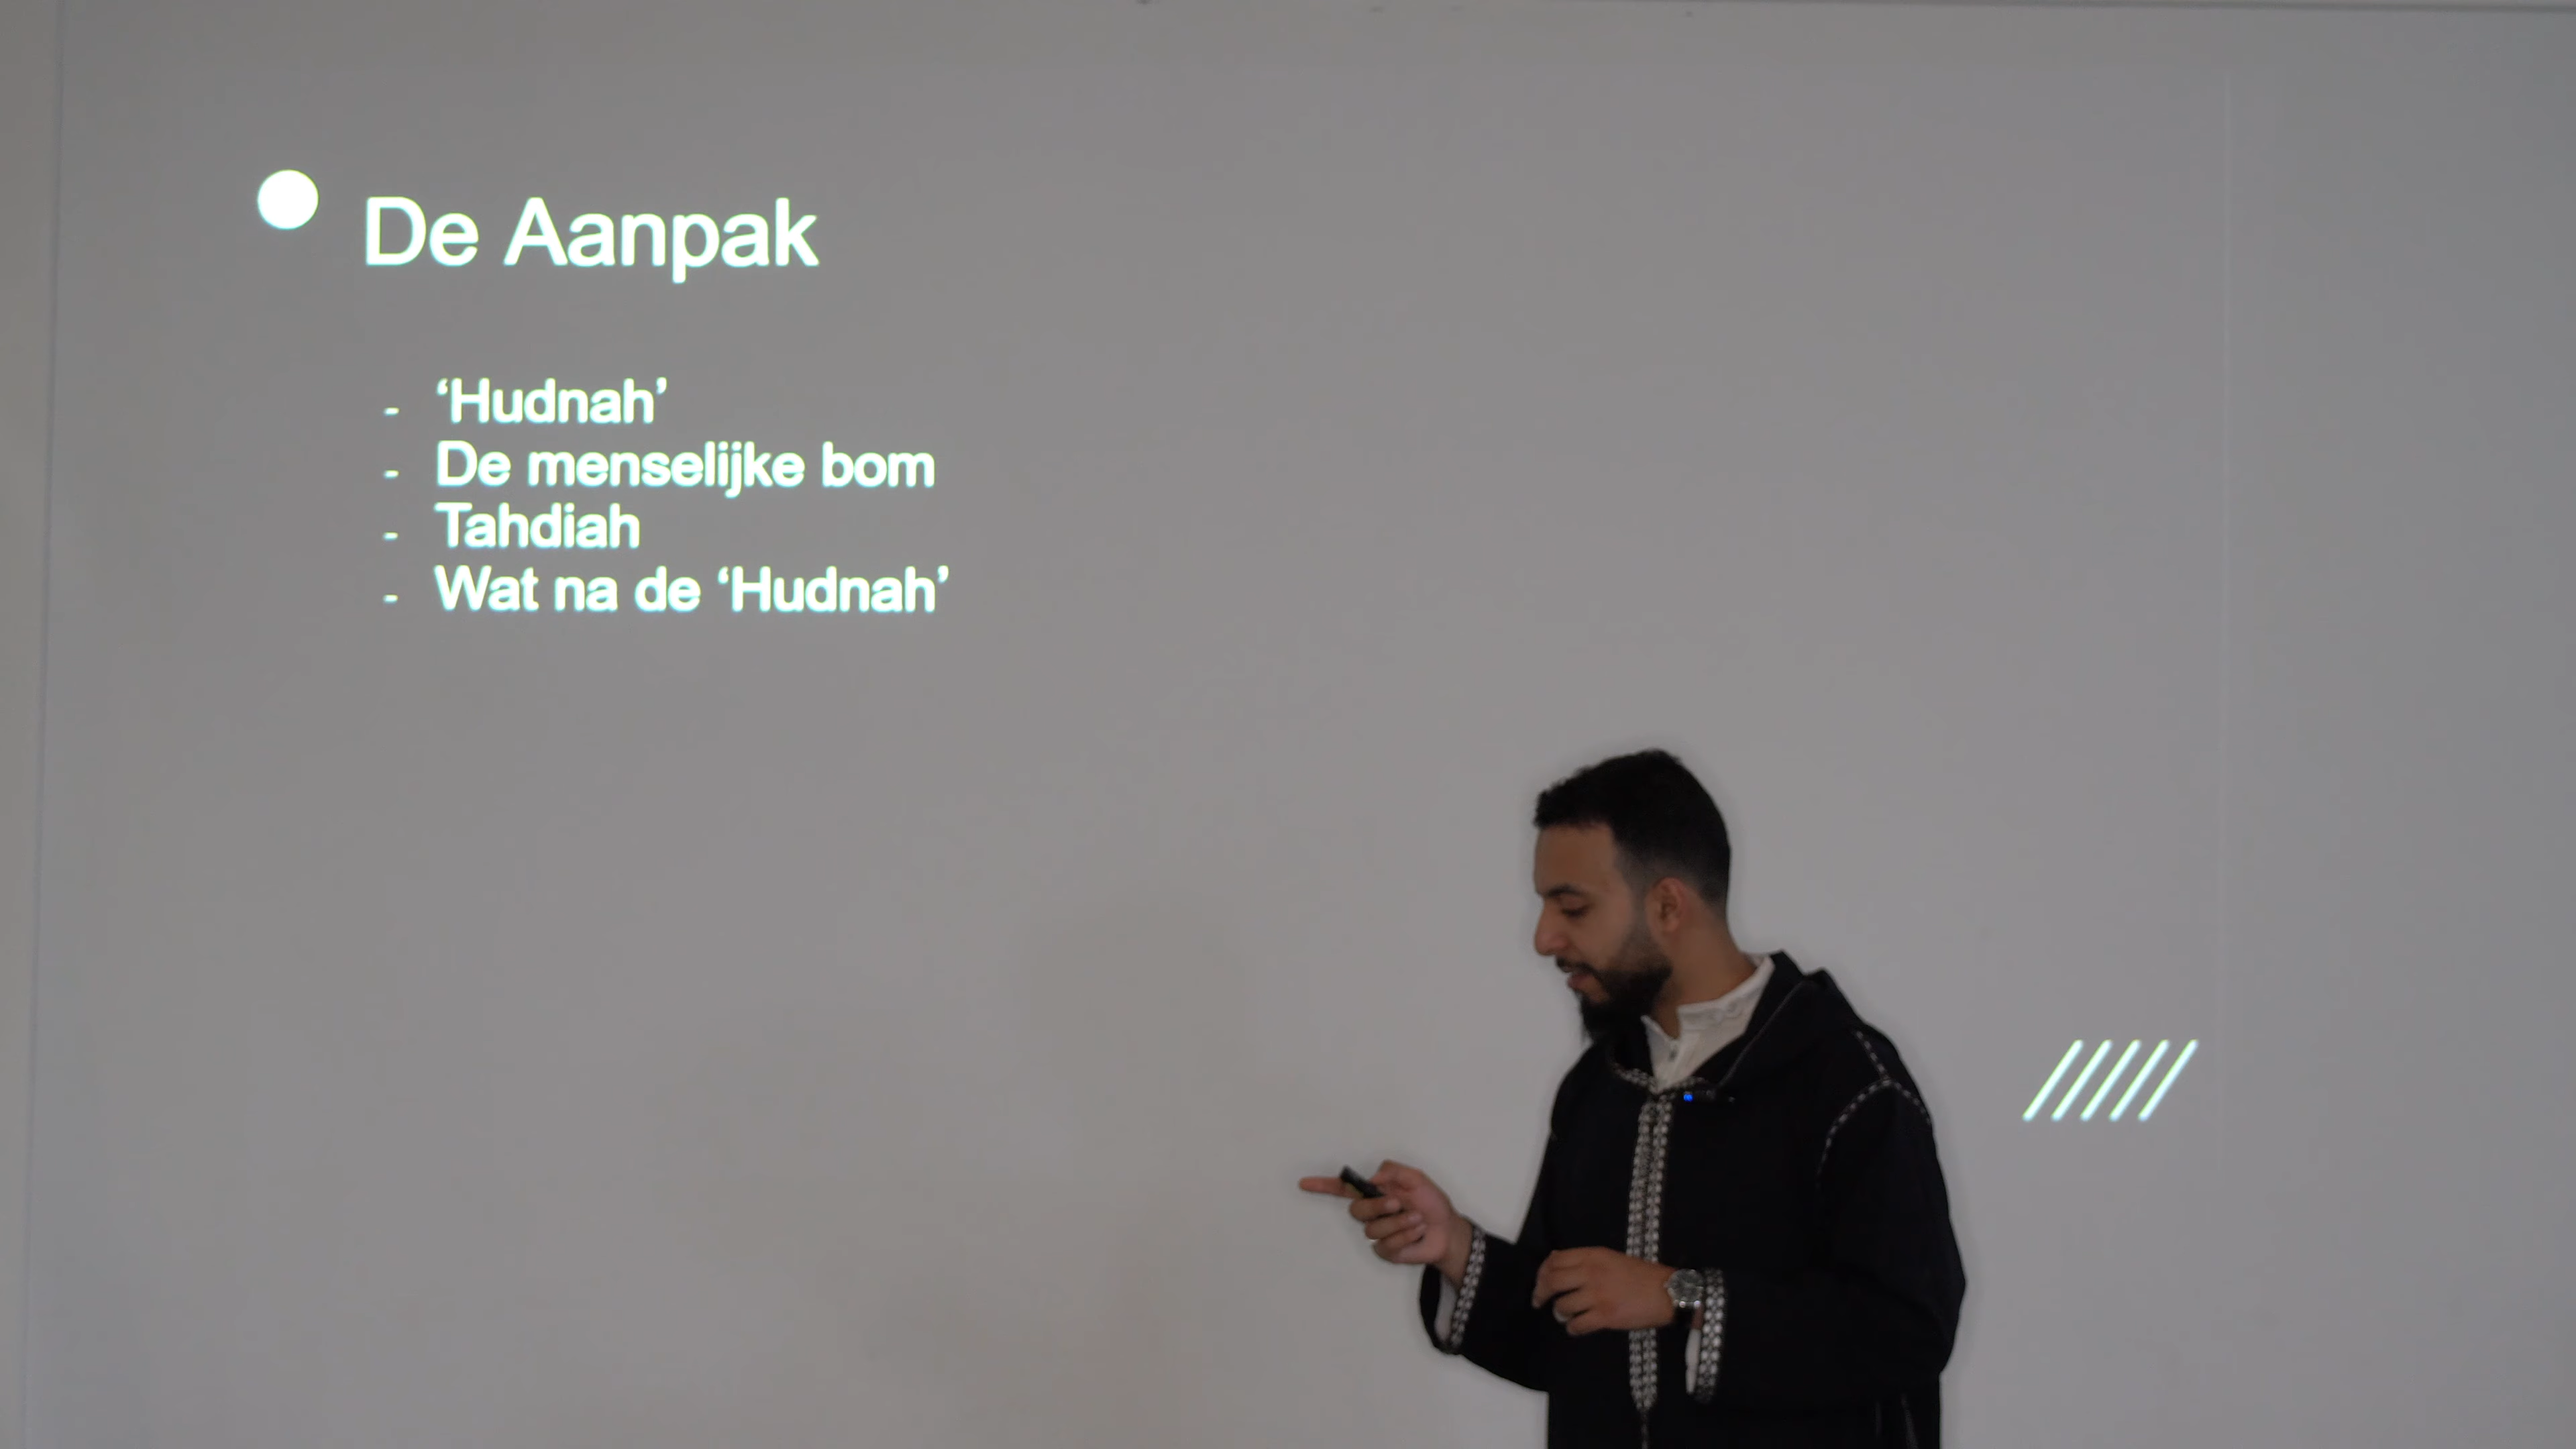 De Aanpak
- ‘Hudnah’
- De menselijke bom
- Tahdiah
- Wat na de ‘Hudnah’